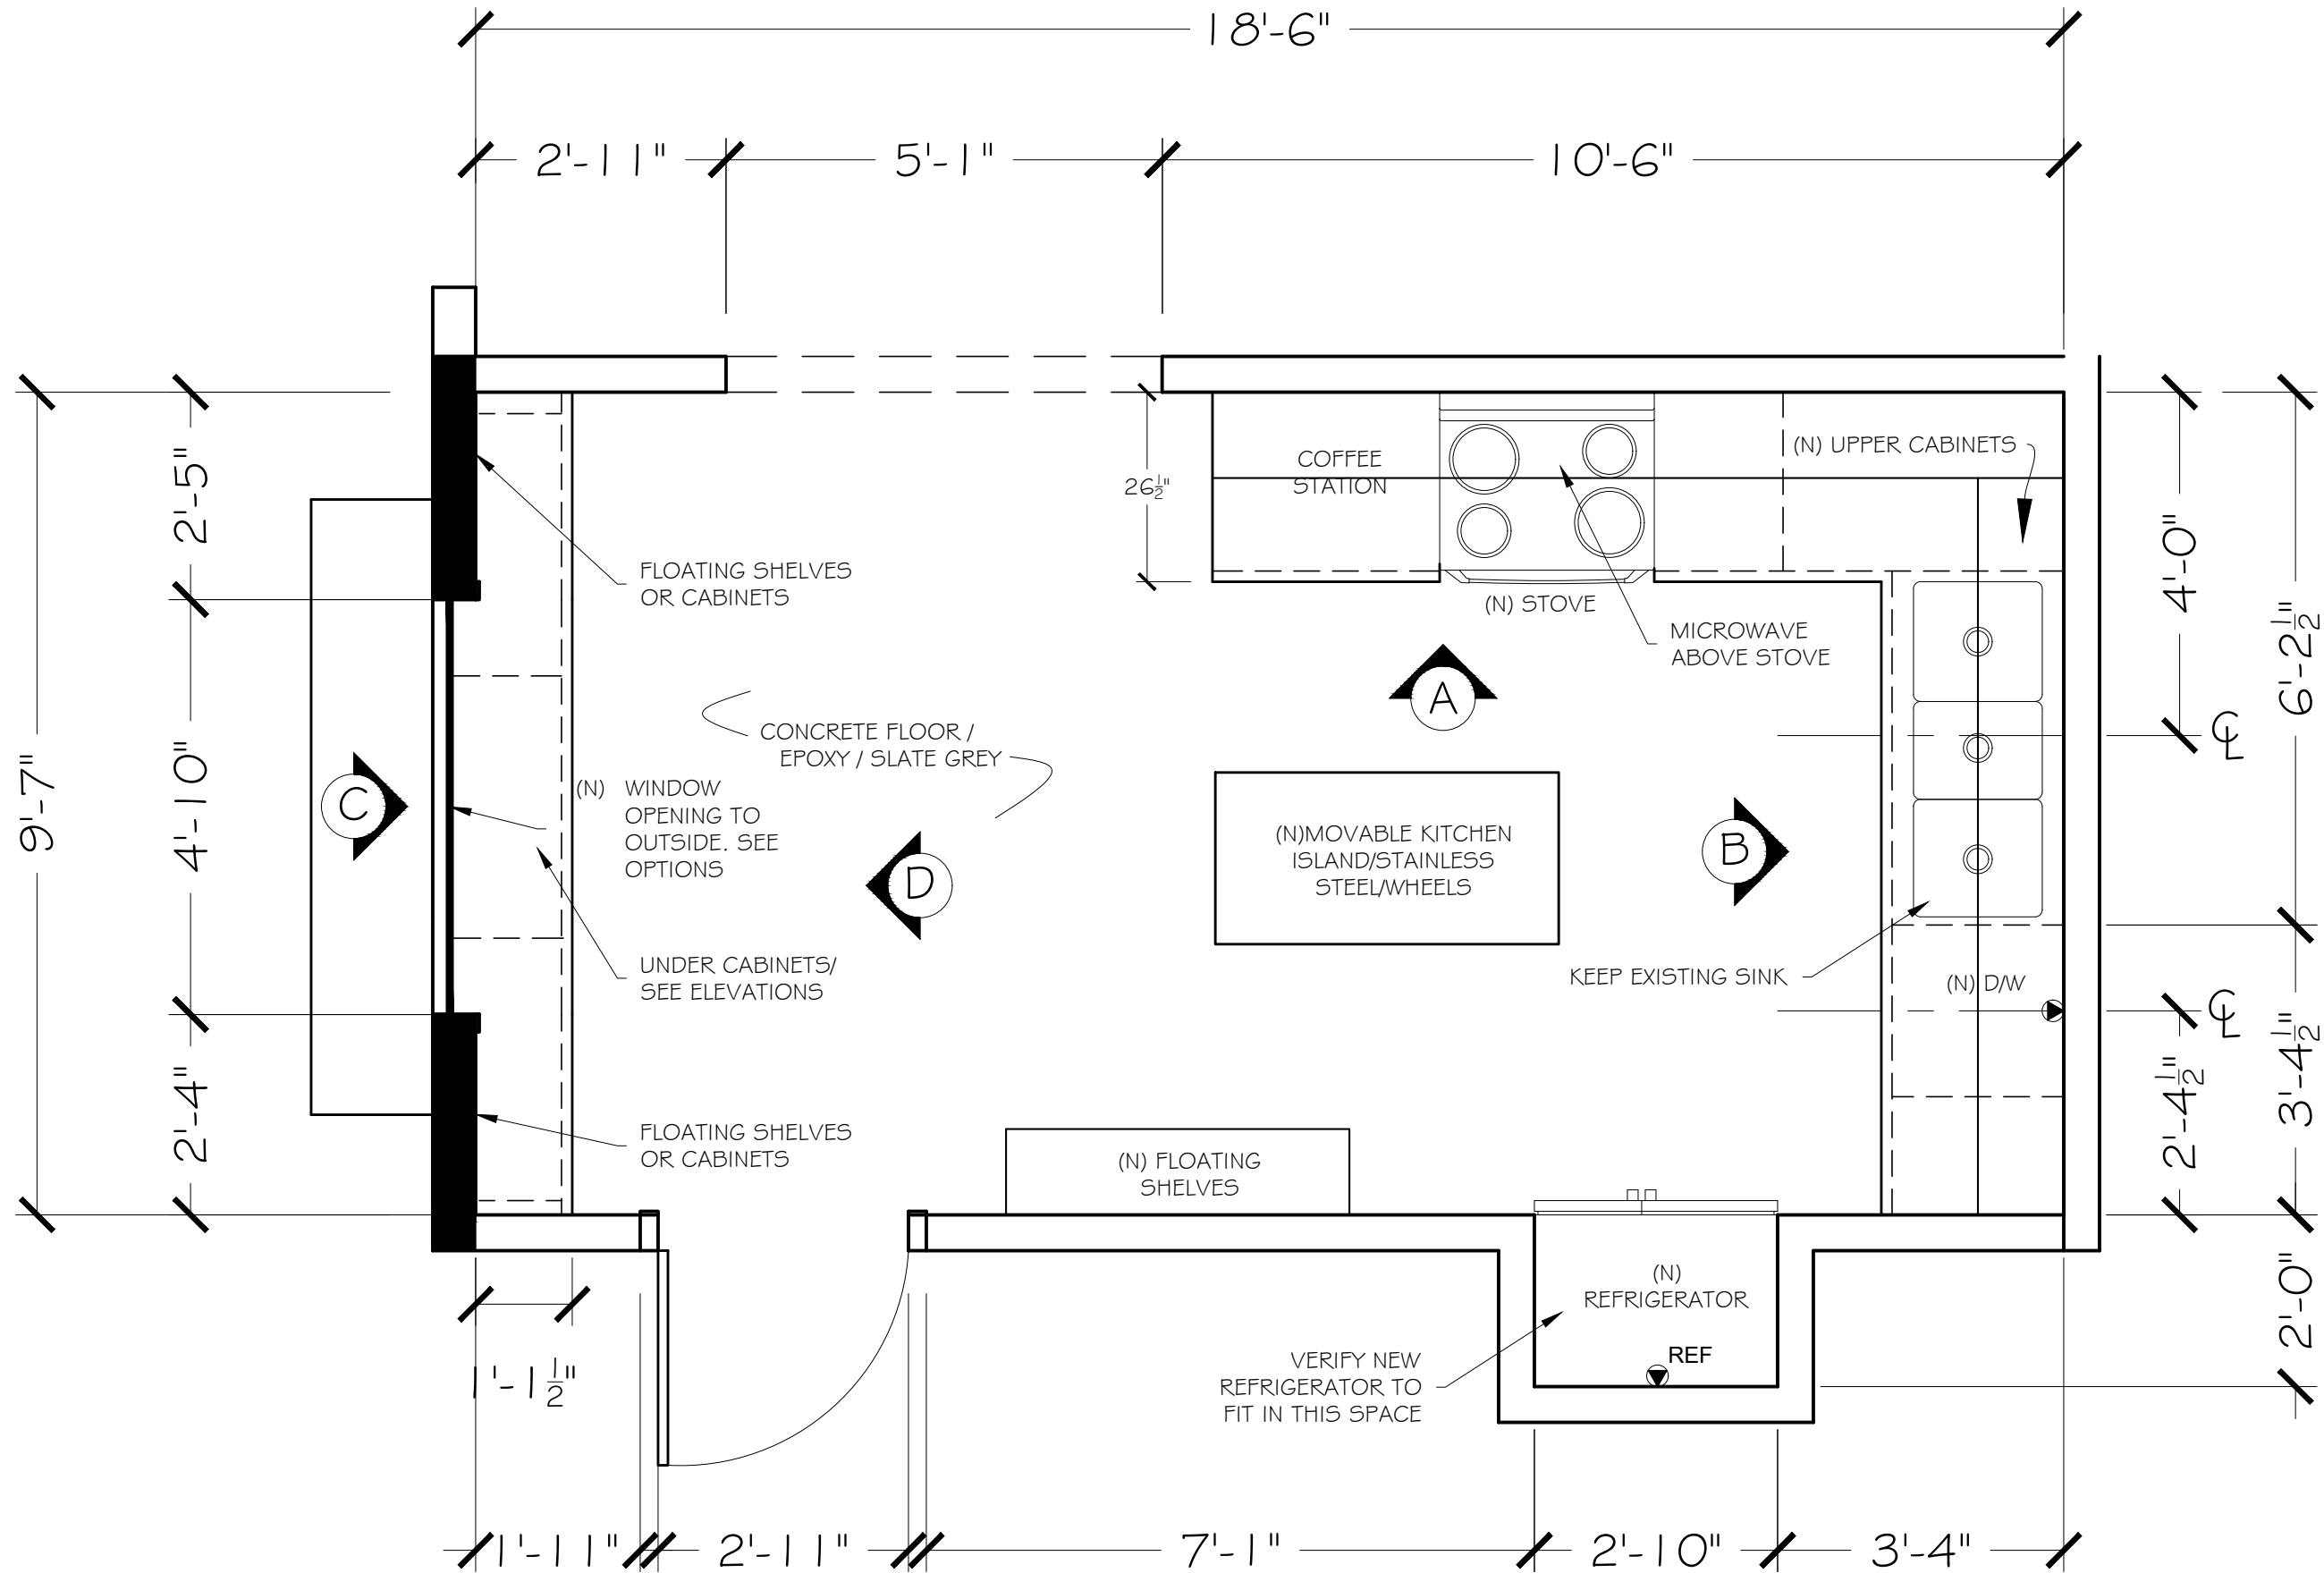 18'-6"
2'-11"
5'-1"
10'-6"
COFFEE
STATION
(N) UPPER CABINETS
26½"
2'-5"
4'-0"
FLOATING SHELVES
OR CABINETS
(N) STOVE
MICROWAVE
ABOVE STOVE
6'-2½"
A
CONCRETE FLOOR /
EPOXY / SLATE GREY
℄
9'-7"
4'-10"
C
(N) WINDOW
OPENING TO
OUTSIDE. SEE
OPTIONS
(N)MOVABLE KITCHEN
ISLAND/STAINLESS
STEEL/WHEELS
B
D
UNDER CABINETS/
SEE ELEVATIONS
KEEP EXISTING SINK
(N) D/W
℄
2'-4"
2'-4½"
3'-4½"
FLOATING SHELVES
OR CABINETS
(N) FLOATING
SHELVES
(N)
REFRIGERATOR
2'-0"
REF
VERIFY NEW
REFRIGERATOR TO
FIT IN THIS SPACE
1'-1½"
1'-11"
2'-11"
7'-1"
2'-10"
3'-4"